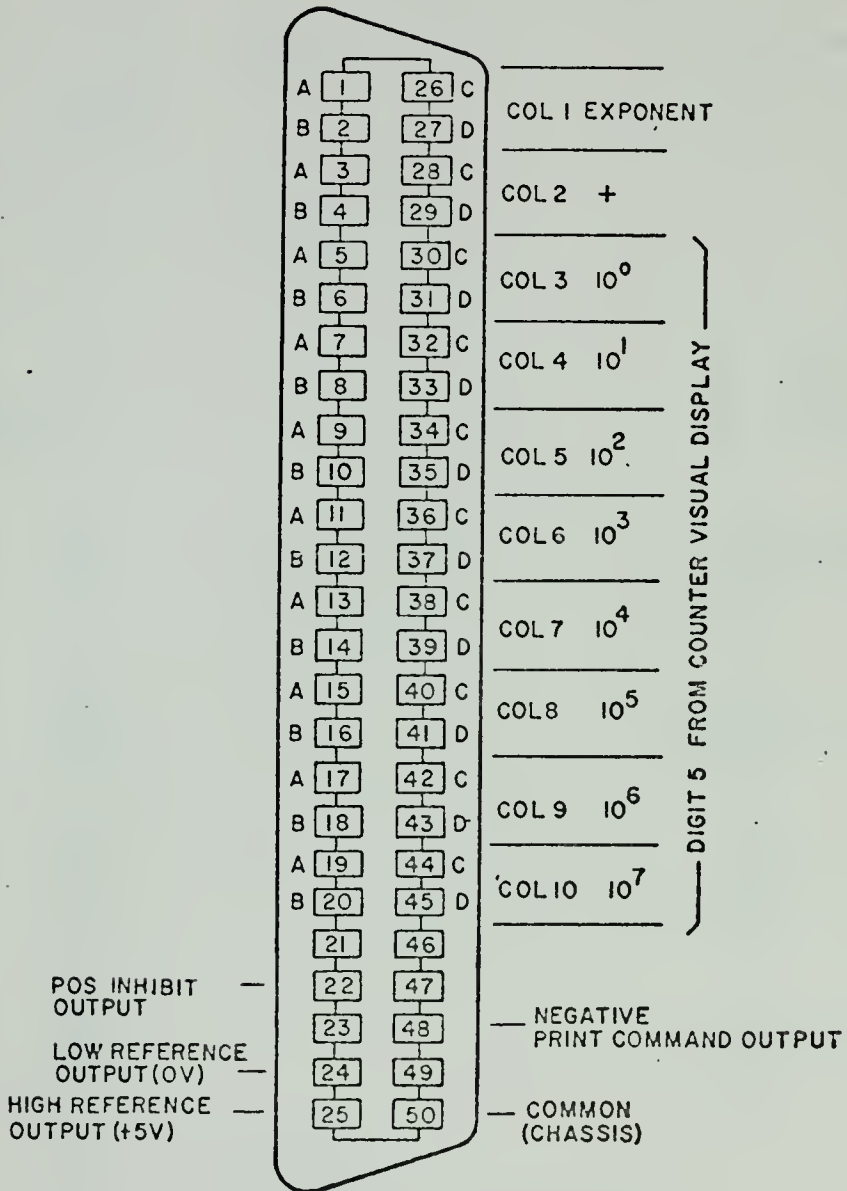 A 1 26 C
COL 1 EXPONENT
B 2 27 D
A 3 28 C
COL 2 +
B 4 29 D
A 5 30 C
COL 3 10⁰
B 6 31 D
A 7 32 C
COL 4 10¹
B 8 33 D
A 9 34 C
COL 5 10²
B 10 35 D
A 11 36 C
COL 6 10³
B 12 37 D
A 13 38 C
COL 7 10⁴
B 14 39 D
A 15 40 C
COL 8 10⁵
B 16 41 D
A 17 42 C
COL 9 10⁶
B 18 43 D
A 19 44 C
COL 10 10⁷
B 20 45 D
DIGIT 5 FROM COUNTER VISUAL DISPLAY
21 46
POS INHIBIT
OUTPUT
22 47
23 48
NEGATIVE
PRINT COMMAND OUTPUT
LOW REFERENCE
OUTPUT (0V)
24 49
HIGH REFERENCE
OUTPUT (+5V)
25 50
COMMON
(CHASSIS)